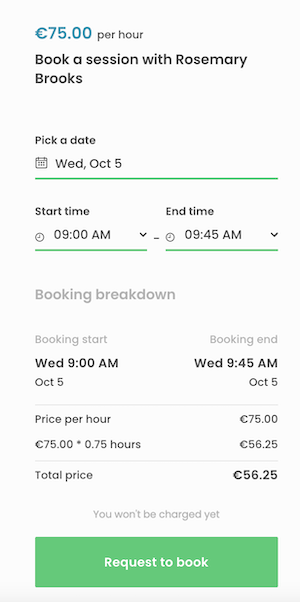 €75.00 per hour
Book a session with Rosemary
Brooks
Pick a date
Wed, Oct 5
Start time End time
09:00 AM – 09:45 AM
Booking breakdown
Booking start Booking end
Wed 9:00 AM Wed 9:45 AM
Oct 5 Oct 5
Price per hour €75.00
€75.00 * 0.75 hours €56.25
Total price €56.25
You won't be charged yet
Request to book